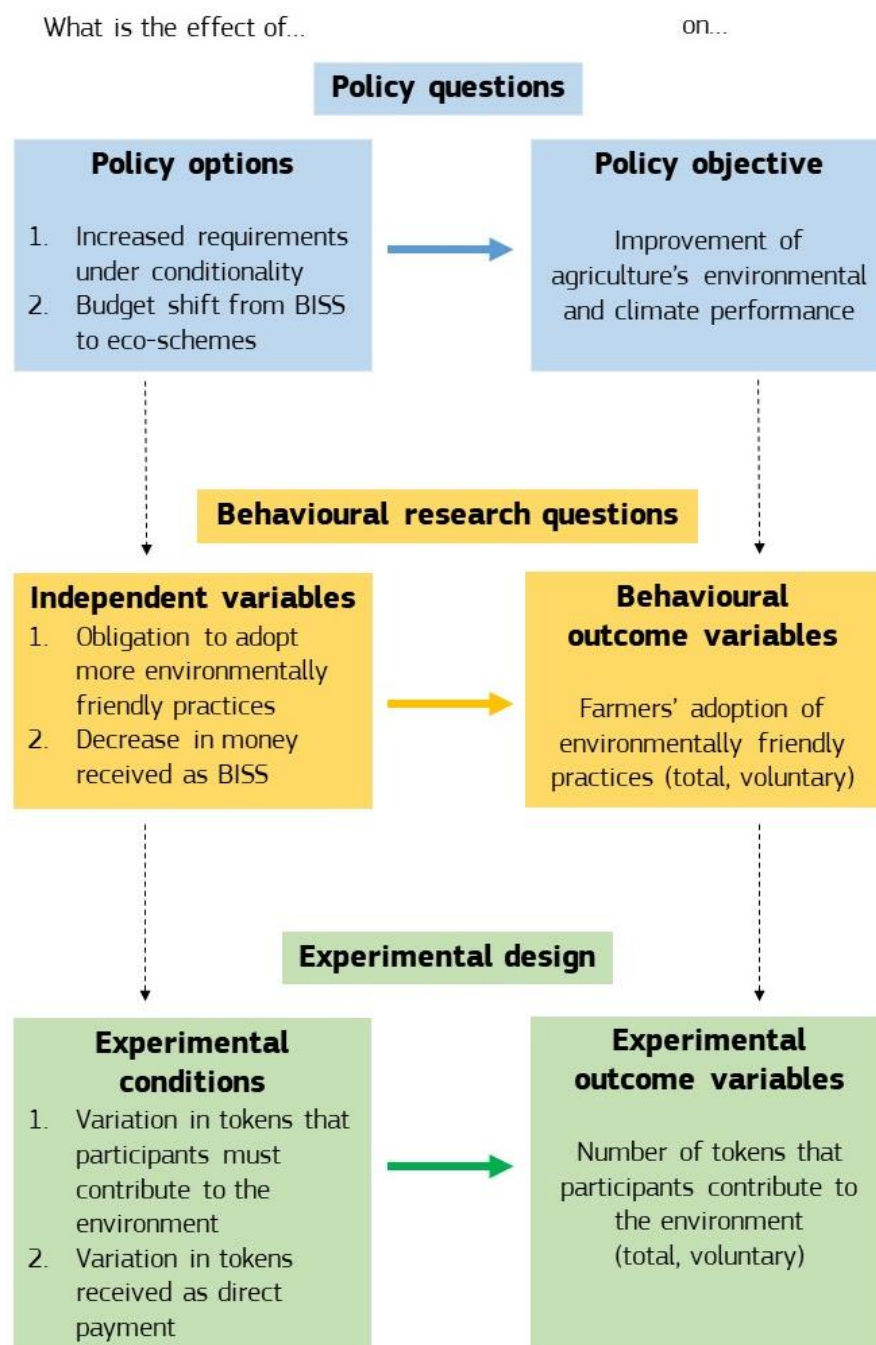 What is the effect of... on...
Policy questions
Policy options
1. Increased requirements
under conditionality
2. Budget shift from BISS
to eco-schemes
Policy objective
Improvement of
agriculture's environmental
and climate performance
Behavioural research questions
Independent variables
1. Obligation to adopt
more environmentally
friendly practices
2. Decrease in money
received as BISS
Behavioural
outcome variables
Farmers' adoption of
environmentally friendly
practices (total, voluntary)
Experimental design
Experimental
conditions
1. Variation in tokens that
participants must
contribute to the
environment
2. Variation in tokens
received as direct
payment
Experimental
outcome variables
Number of tokens that
participants contribute to
the environment
(total, voluntary)